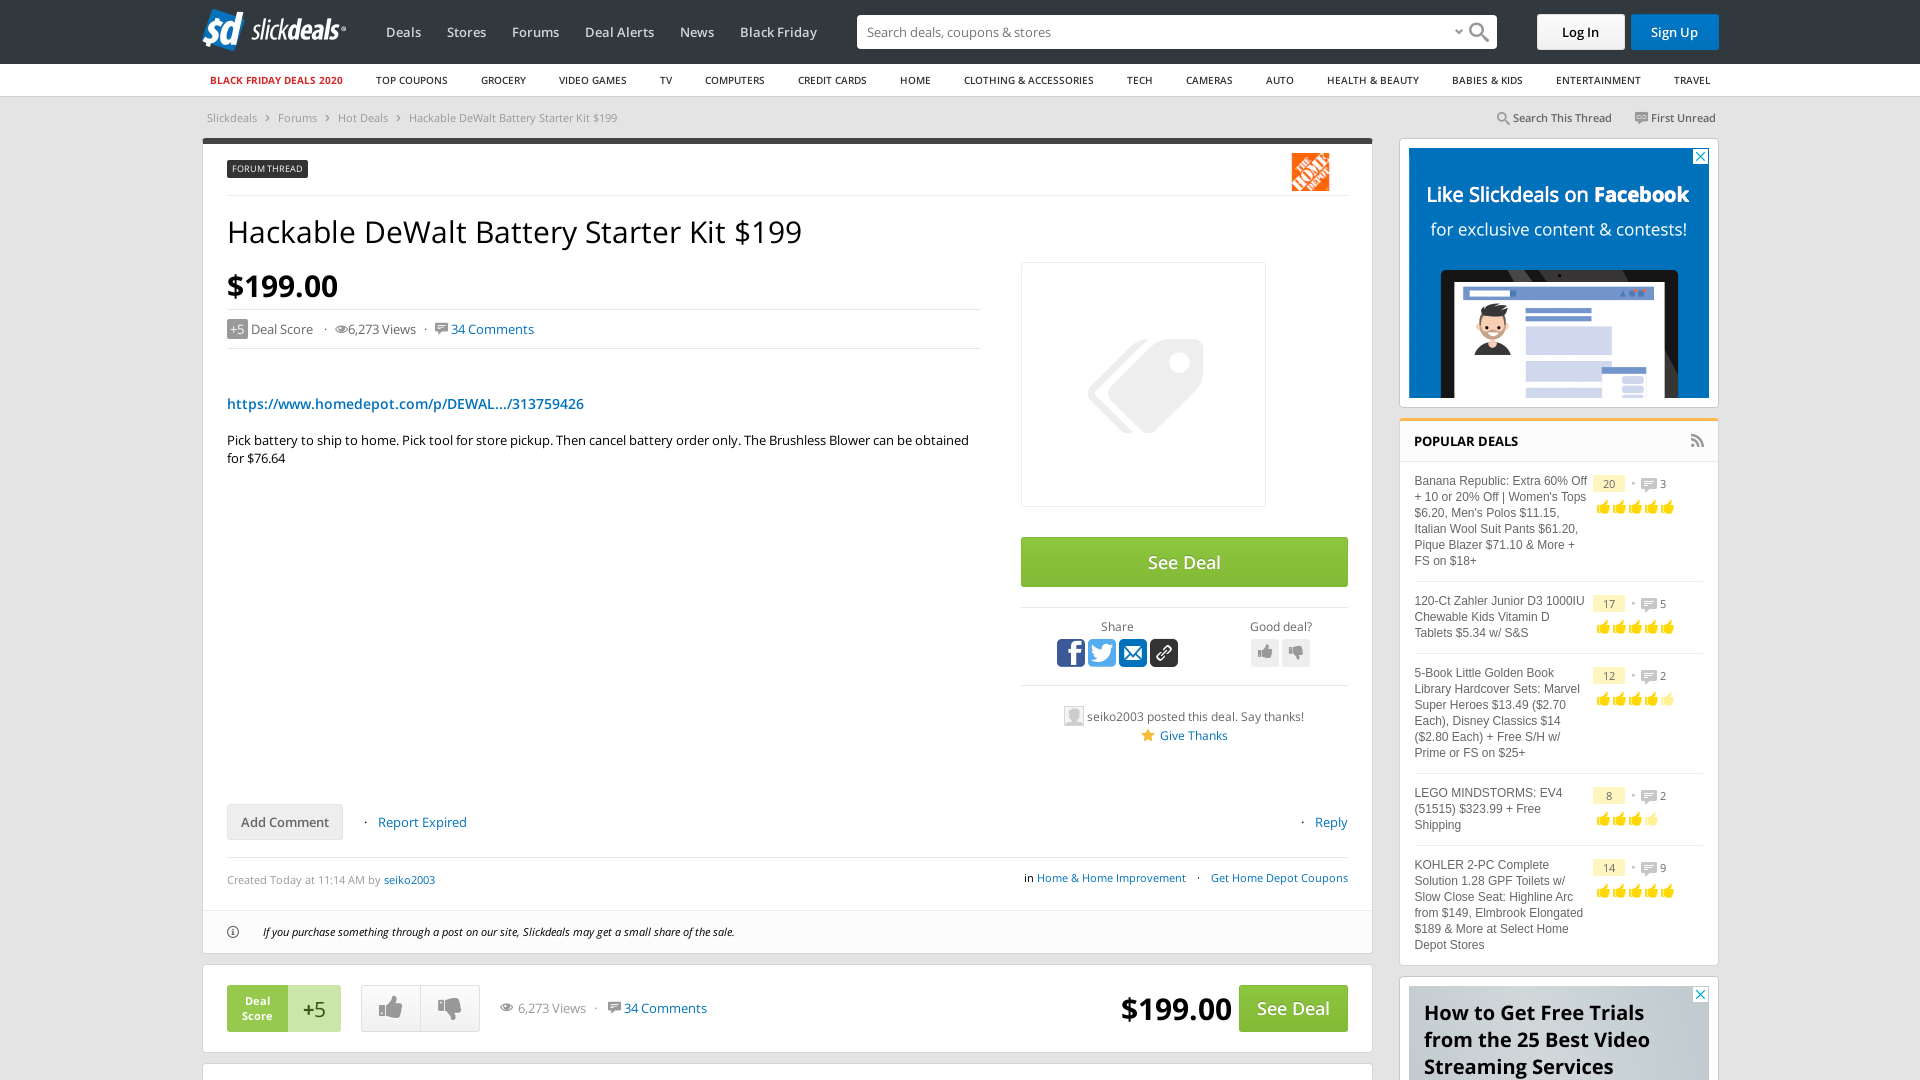 sd slickdeals
Deals Stores Forums Deal Alerts News Black Friday
Search deals, coupons & shops
Log In Sign Up
BLACK FRIDAY DEALS 2020 TOP COUPONS GROCERY VIDEO GAMES TV COMPUTERS CREDIT CARDS HOME CLOTHING & ACCESSORIES TECH CAMERAS AUTO HEALTH & BEAUTY BABIES & KIDS ENTERTAINMENT TRAVEL
Slickdeals › Forums › Hot Deals › Hackable DeWalt Battery Starter Kit $199
Search This Thread First Unread
FORUM THREAD
THE HOME DEPOT
Hackable DeWalt Battery Starter Kit $199
$199.00
+5 Deal Score · 6,273 Views · 34 Comments
https://www.homedepot.com/p/DEWAL.../313759426
Pick battery to ship to home. Pick tool for store pickup. Then cancel battery order only. The Brushless Blower can be obtained
for $76.64
See Deal
Share Good deal?
seiko2003 posted this deal. Say thanks!
Give Thanks
Add Comment · Report Expired · Reply
Created Today at 11:14 AM by seiko2003
in Home & Home Improvement · Get Home Depot Coupons
If you purchase something through a post on our site, Slickdeals may get a small share of the sale.
Deal
Score
+5
6,273 Views · 34 Comments
$199.00 See Deal
Like Slickdeals on Facebook
for exclusive content & contests!
POPULAR DEALS
Banana Republic: Extra 60% Off
+ 10 or 20% Off | Women's Tops
$6.20, Men's Polos $11.15,
Italian Wool Suit Pants $61.20,
Pique Blazer $71.10 & More +
FS on $18+
20 • 3
120-Ct Zahler Junior D3 1000IU
Chewable Kids Vitamin D
Tablets $5.34 w/ S&S
17 • 5
5-Book Little Golden Book
Library Hardcover Sets: Marvel
Super Heroes $13.49 ($2.70
Each), Disney Classics $14
($2.80 Each) + Free S/H w/
Prime or FS on $25+
12 • 2
LEGO MINDSTORMS: EV4
(51515) $323.99 + Free
Shipping
8 • 2
KOHLER 2-PC Complete
Solution 1.28 GPF Toilets w/
Slow Close Seat: Highline Arc
from $149, Elmbrook Elongated
$189 & More at Select Home
Depot Stores
14 • 9
How to Get Free Trials
from the 25 Best Video
Streaming Services